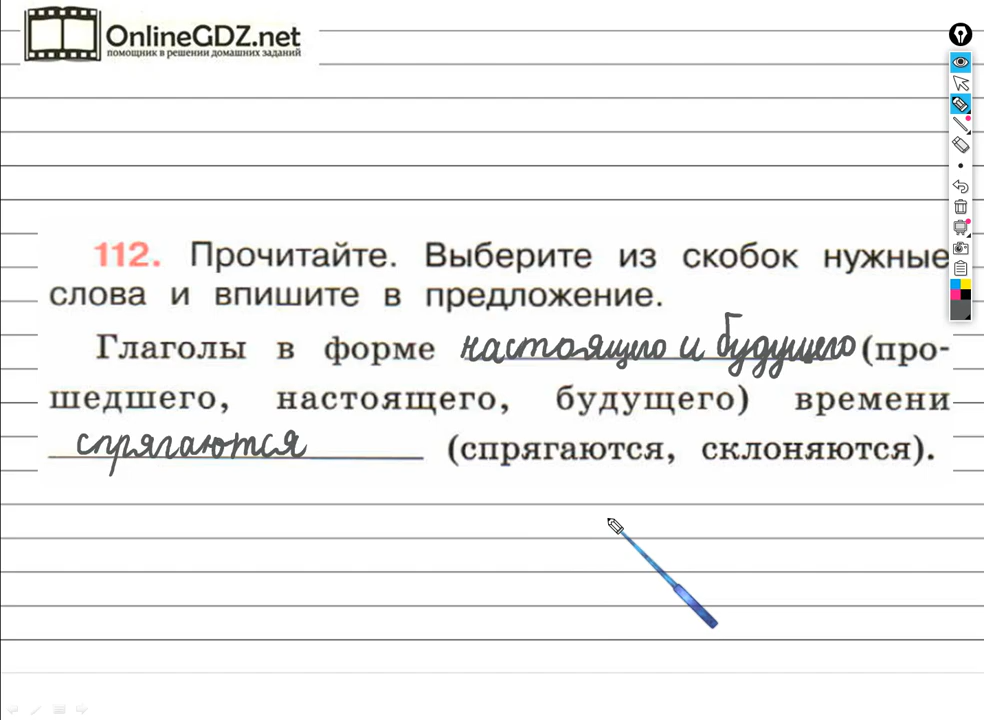 OnlineGDZ.net
помощник в решении домашних заданий
112. Прочитайте. Выберите из скобок нужные
слова и впишите в предложение.
Глаголы в форме настоящего и будущего (про-
шедшего, настоящего, будущего) времени
спрягаются (спрягаются, склоняются).